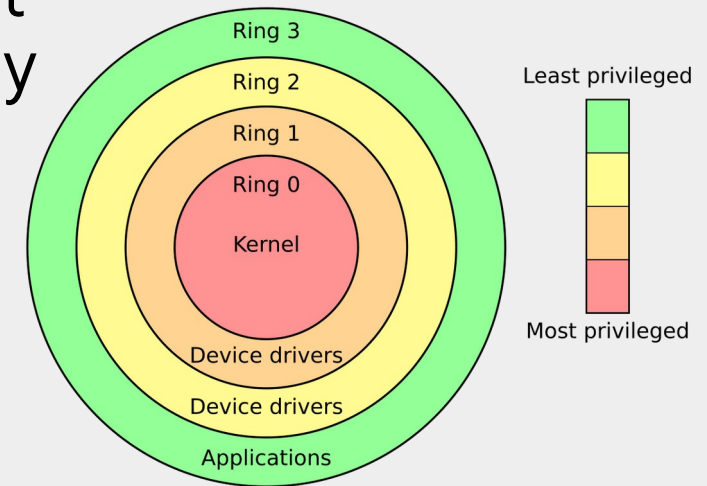 t
y
Ring 3
Ring 2
Ring 1
Ring 0
Kernel
Device drivers
Device drivers
Applications
Least privileged
Most privileged